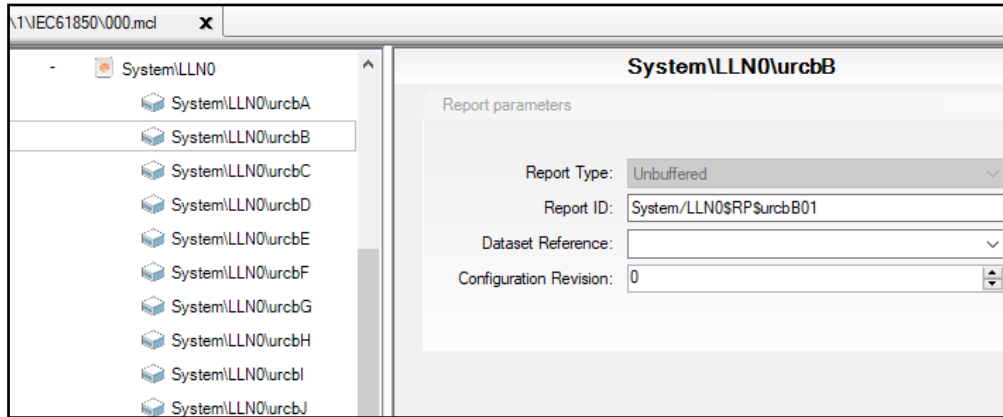 \1\IEC61850\000.mcl x
- System\LLN0
System\LLN0\urcbA
System\LLN0\urcbB
System\LLN0\urcbC
System\LLN0\urcbD
System\LLN0\urcbE
System\LLN0\urcbF
System\LLN0\urcbG
System\LLN0\urcbH
System\LLN0\urcbI
System\LLN0\urcbJ
System\LLN0\urcbB
Report parameters
Report Type: Unbuffered
Report ID: System/LLN0$RP$urcbB01
Dataset Reference:
Configuration Revision: 0